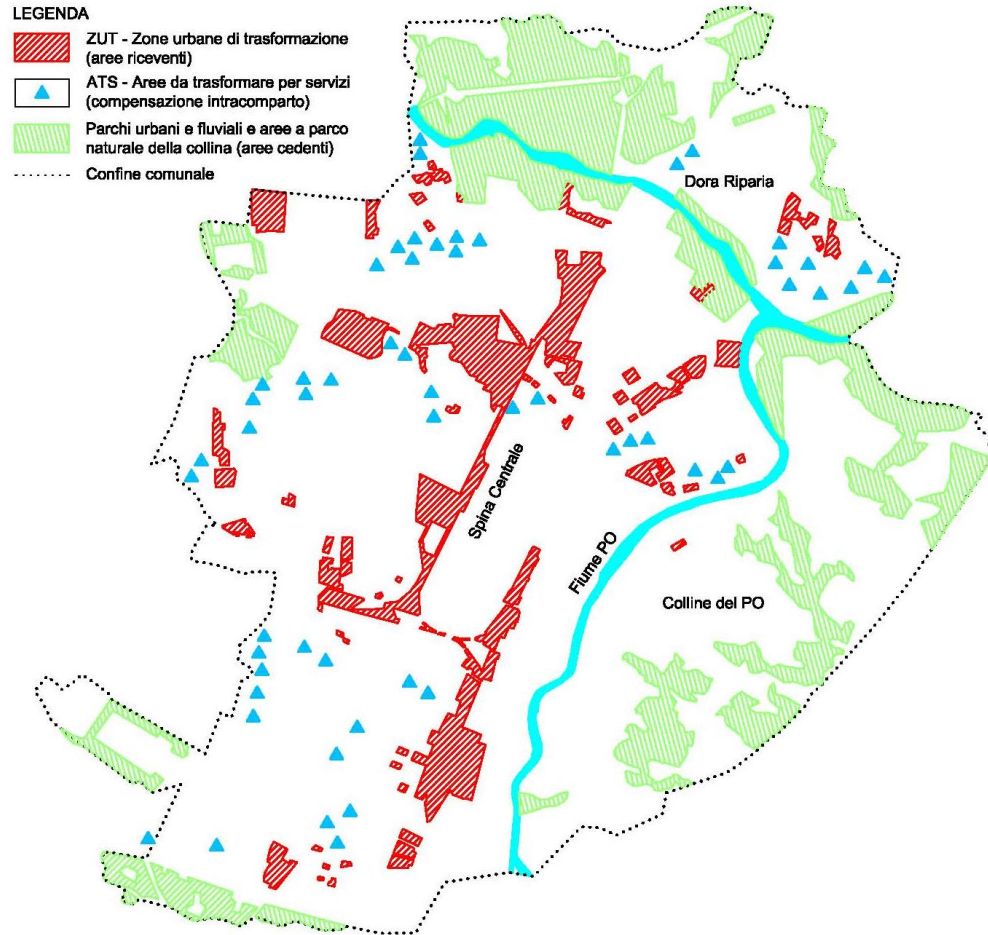 LEGENDA
ZUT - Zone urbane di trasformazione
(aree riceventi)
ATS - Aree da trasformare per servizi
(compensazione intracomparto)
Parchi urbani e fluviali e aree a parco
naturale della collina (aree cedenti)
Confine comunale
Dora Riparia
Spina Centrale
Fiume PO
Colline del PO